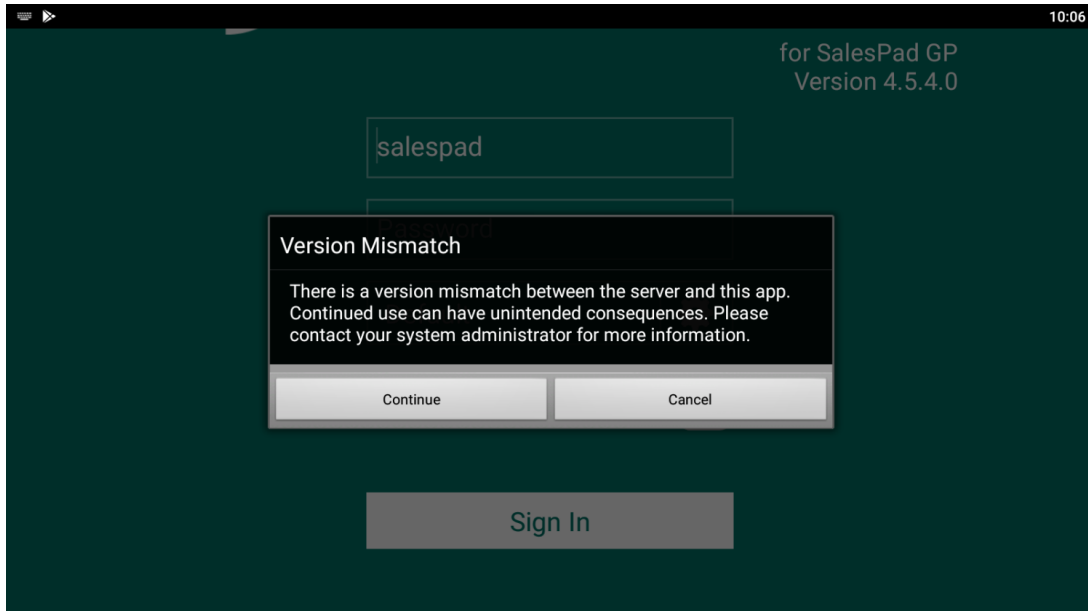 10:06
for SalesPad GP
Version 4.5.4.0
salespad
Password
Version Mismatch
There is a version mismatch between the server and this app.
Continued use can have unintended consequences. Please
contact your system administrator for more information.
Continue
Cancel
Sign In